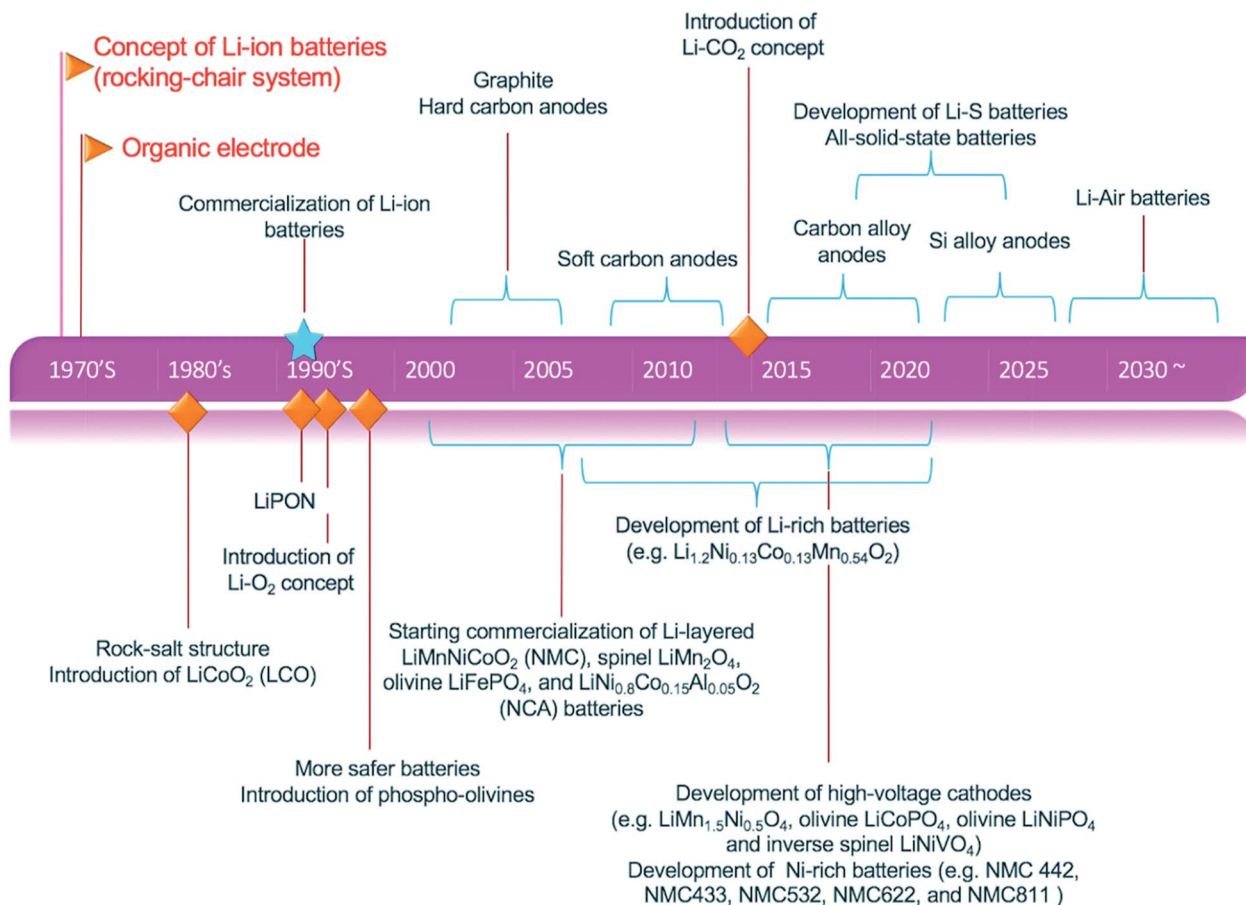 Concept of Li-ion batteries
(rocking-chair system)
Organic electrode
Commercialization of Li-ion
batteries
Graphite
Hard carbon anodes
Soft carbon anodes
Introduction of
Li-CO₂ concept
Development of Li-S batteries
All-solid-state batteries
Carbon alloy
anodes
Si alloy anodes
Li-Air batteries
1970'S
1980's
1990'S
2000
2005
2010
2015
2020
2025
2030 ~
LiPON
Introduction of
Li-O₂ concept
Rock-salt structure
Introduction of LiCoO₂ (LCO)
More safer batteries
Introduction of phospho-olivines
Starting commercialization of Li-layered
LiMnNiCoO₂ (NMC), spinel LiMn₂O₄,
olivine LiFePO₄, and LiNi₀.₈Co₀.₁₅Al₀.₀₅O₂
(NCA) batteries
Development of Li-rich batteries
(e.g. Li₁.₂Ni₀.₁₃Co₀.₁₃Mn₀.₅₄O₂)
Development of high-voltage cathodes
(e.g. LiMn₁.₅Ni₀.₅O₄, olivine LiCoPO₄, olivine LiNiPO₄
and inverse spinel LiNiVO₄)
Development of Ni-rich batteries (e.g. NMC 442,
NMC433, NMC532, NMC622, and NMC811 )